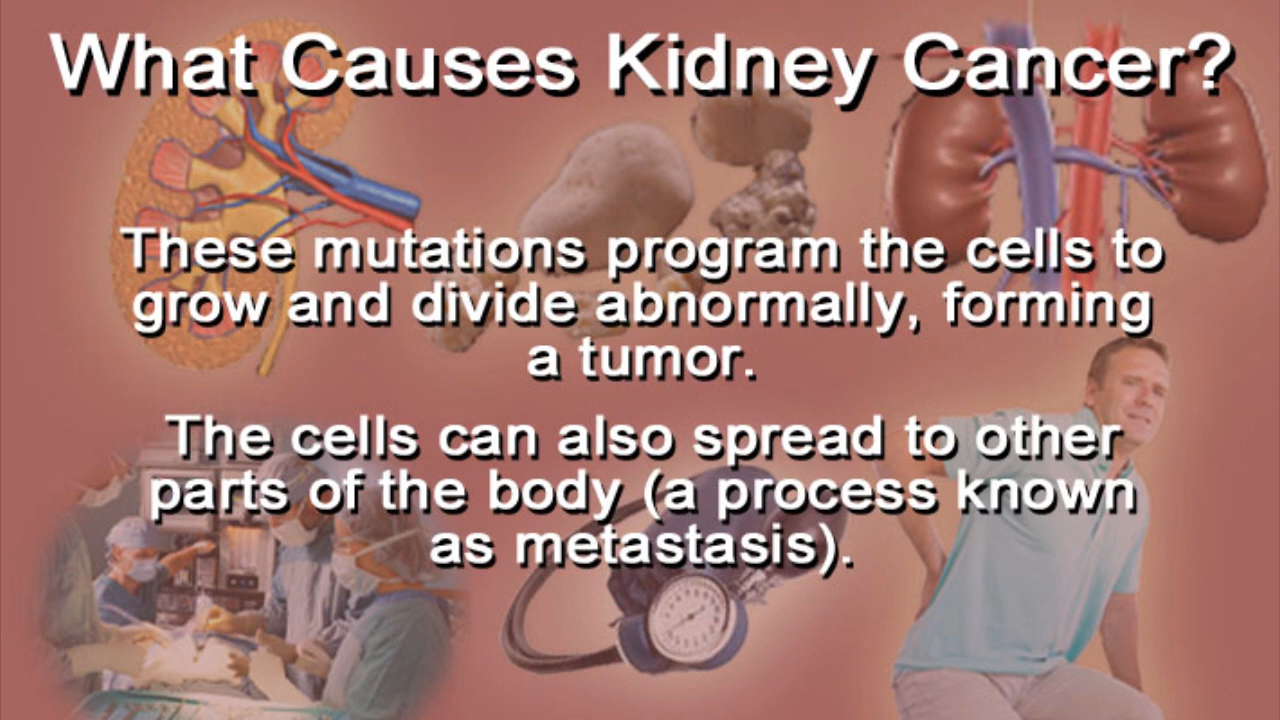 What Causes Kidney Cancer?
These mutations program the cells to
grow and divide abnormally, forming
a tumor.
The cells can also spread to other
parts of the body (a process known
as metastasis).